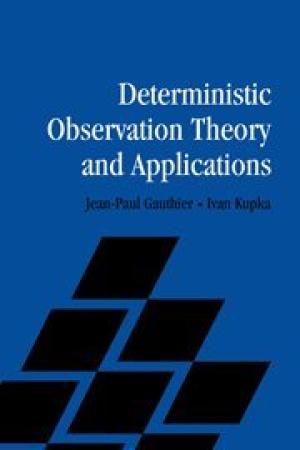 Deterministic
Observation Theory
and Applications
Jean-Paul Gauthier • Ivan Kupka